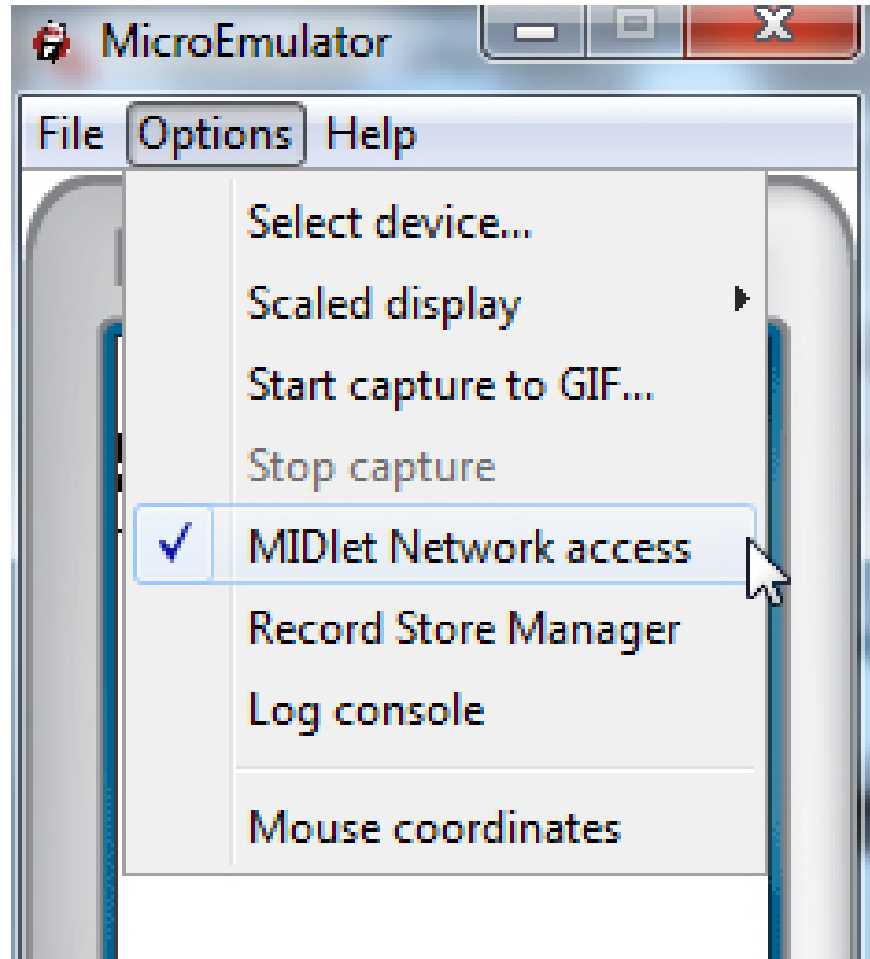 MicroEmulator
File Options Help
Select device...
Scaled display
Start capture to GIF...
Stop capture
MIDlet Network access
Record Store Manager
Log console
Mouse coordinates